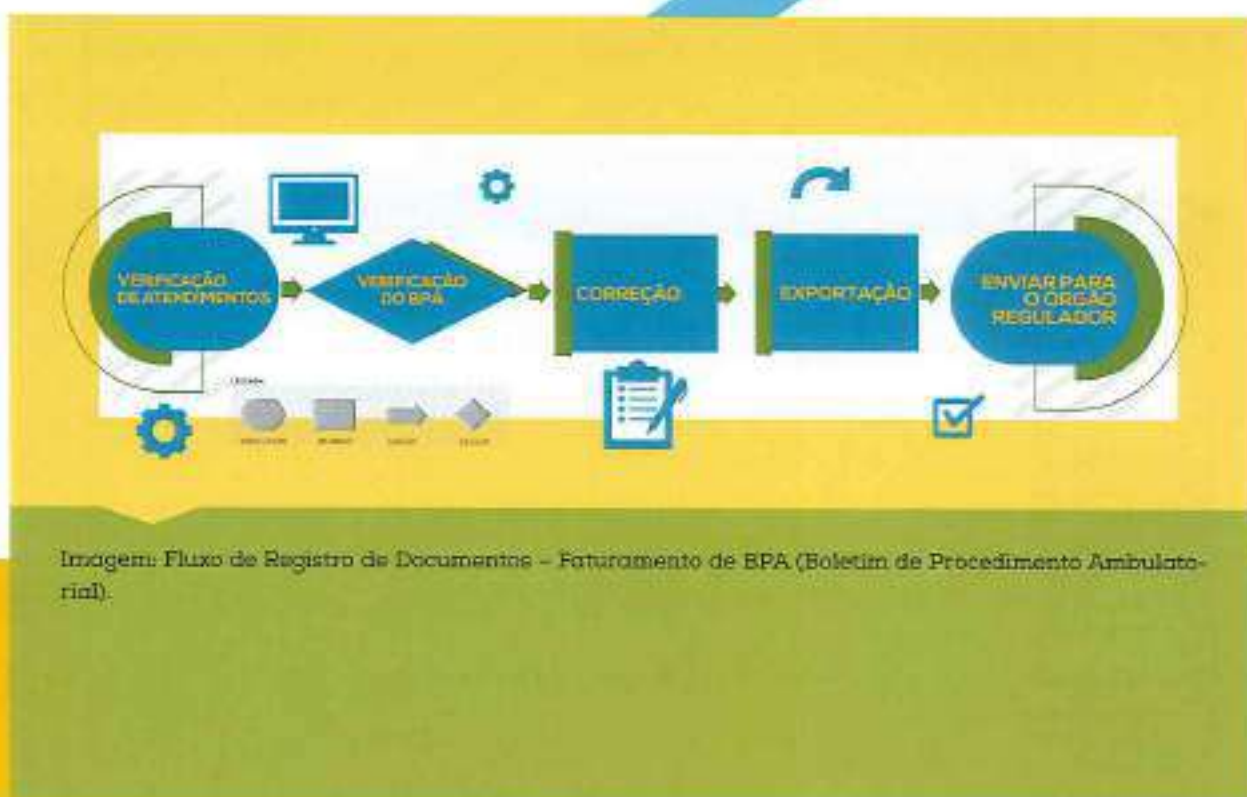 VERIFICAÇÃO
DE ATENDIMENTOS
VERIFICAÇÃO
DO BPA
CORREÇÃO
EXPORTAÇÃO
ENVIAR PARA
O ORGÃO
REGULADOR
Imagem: Fluxo de Registro de Documentos – Faturamento de BPA (Boletim de Procedimento Ambulato-
rial).